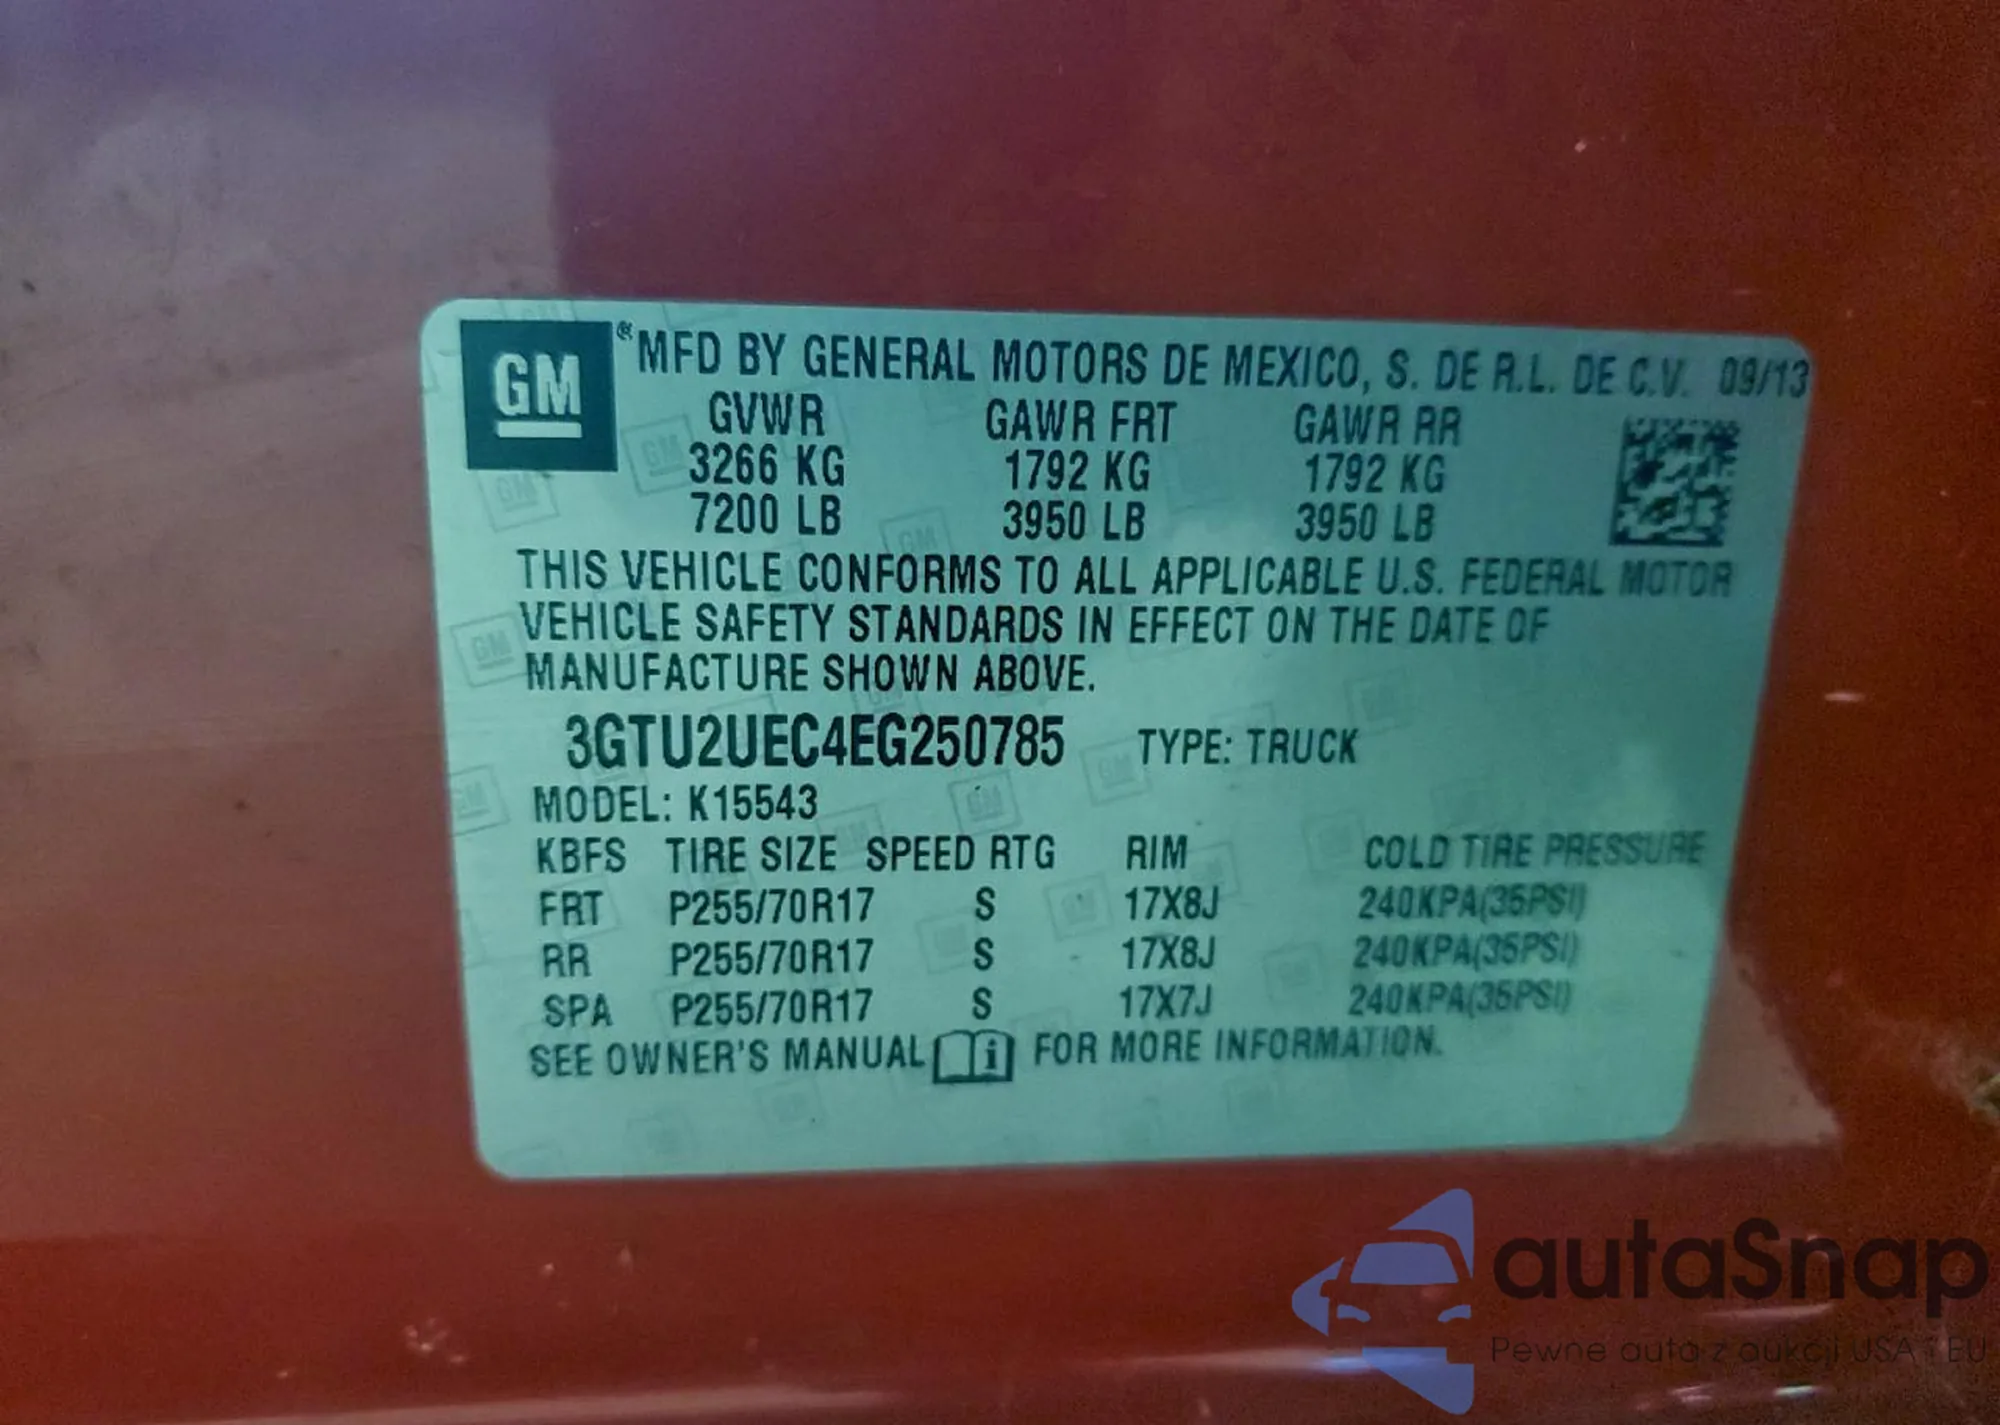 GM ® MFD BY GENERAL MOTORS DE MEXICO, S. DE R.L. DE C.V. 09/13
GVWR GAWR FRT GAWR RR
3266 KG 1792 KG 1792 KG
7200 LB 3950 LB 3950 LB
THIS VEHICLE CONFORMS TO ALL APPLICABLE U.S. FEDERAL MOTOR
VEHICLE SAFETY STANDARDS IN EFFECT ON THE DATE OF
MANUFACTURE SHOWN ABOVE.
3GTU2UEC4EG250785 TYPE: TRUCK
MODEL: K15543
KBFS TIRE SIZE SPEED RTG RIM COLD TIRE PRESSURE
FRT P255/70R17 S 17X8J 240KPA(35PSI)
RR P255/70R17 S 17X8J 240KPA(35PSI)
SPA P255/70R17 S 17X7J 240KPA(35PSI)
SEE OWNER'S MANUAL i FOR MORE INFORMATION.
autaSnap
Pewne auta z aukcji USA i EU